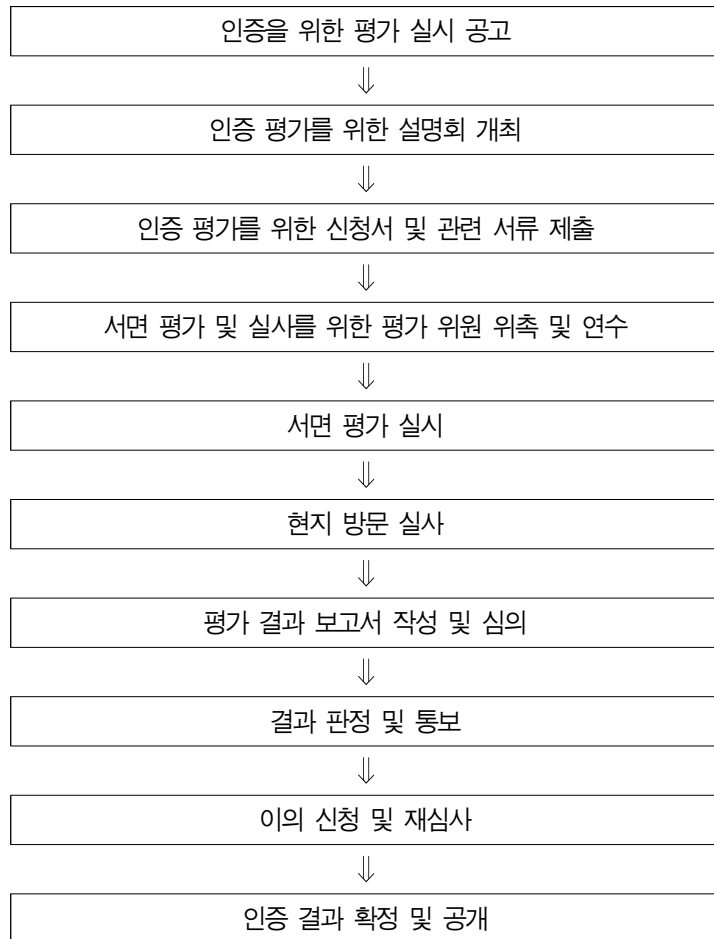 인증을 위한 평가 실시 공고
⇓
인증 평가를 위한 설명회 개최
⇓
인증 평가를 위한 신청서 및 관련 서류 제출
⇓
서면 평가 및 실사를 위한 평가 위원 위촉 및 연수
⇓
서면 평가 실시
⇓
현지 방문 실사
⇓
평가 결과 보고서 작성 및 심의
⇓
결과 판정 및 통보
⇓
이의 신청 및 재심사
⇓
인증 결과 확정 및 공개